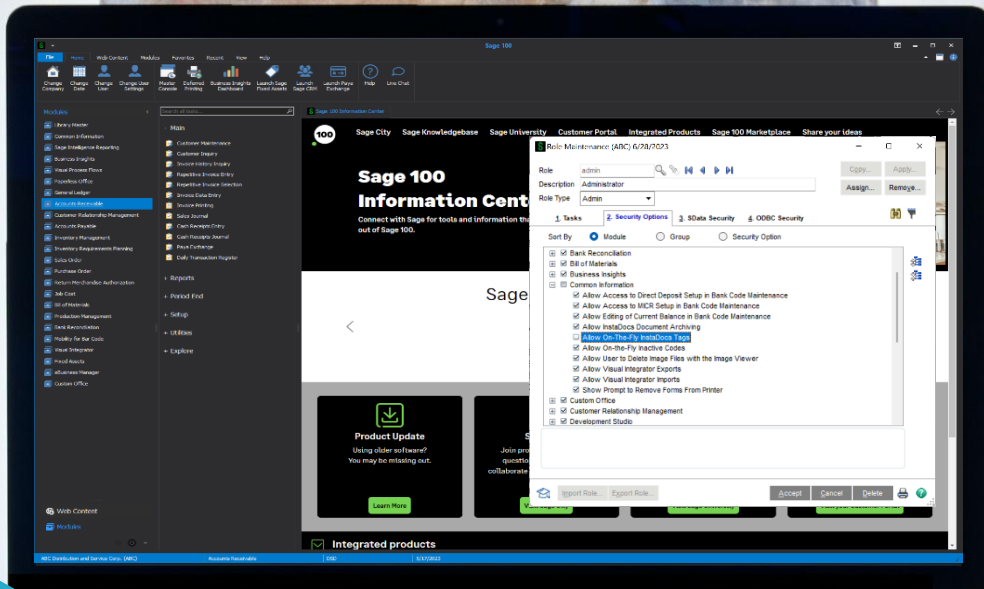 Sage 100
File Home Web Content Modules Favorites Recent View Help
Change Company
Change Date
Change User
Change User Settings
Master Console
Deferred Printing
Business Insights Dashboard
Launch Sage Fixed Assets
Launch Sage CRM
Launch Paya Exchange
Help
Live Chat
Modules
Library Master
Common Information
Sage Intelligence Reporting
Business Insights
Visual Process Flows
Paperless Office
General Ledger
Accounts Receivable
Customer Relationship Management
Accounts Payable
Inventory Management
Inventory Requirements Planning
Sales Order
Purchase Order
Return Merchandise Authorization
Job Cost
Bill of Materials
Production Management
Bank Reconciliation
Mobility for Bar Code
Visual Integrator
Fixed Assets
eBusiness Manager
Custom Office
Web Content
Modules
Search all tasks...
Main
Customer Maintenance
Customer Inquiry
Invoice History Inquiry
Repetitive Invoice Entry
Repetitive Invoice Selection
Invoice Data Entry
Invoice Printing
Sales Journal
Cash Receipts Entry
Cash Receipts Journal
Paya Exchange
Daily Transaction Register
+ Reports
+ Period End
+ Setup
+ Utilities
+ Explore
Sage 100 Information Center
100 Sage City Sage Knowledgebase Sage University Customer Portal Integrated Products Sage 100 Marketplace Share your ideas
Sage 100
Information Cent
Connect with Sage for tools and information th
out of Sage 100.
Sage
Product Update
Using older software?
You may be missing out.
Learn More
S
Join pro
questio
collaborate
Integrated products
Role Maintenance (ABC) 6/28/2023
Role admin
Description Administrator
Role Type Admin
Copy... Apply...
Assign... Remove...
1. Tasks 2. Security Options 3. SData Security 4. ODBC Security
Sort By Module Group Security Option
Bank Reconciliation
Bill of Materials
Business Insights
Common Information
Allow Access to Direct Deposit Setup in Bank Code Maintenance
Allow Access to MICR Setup in Bank Code Maintenance
Allow Editing of Current Balance in Bank Code Maintenance
Allow InstaDocs Document Archiving
Allow On-The-Fly InstaDocs Tags
Allow On-the-Fly Inactive Codes
Allow User to Delete Image Files with the Image Viewer
Allow Visual Integrator Exports
Allow Visual Integrator Imports
Show Prompt to Remove Forms From Printer
Custom Office
Customer Relationship Management
Development Studio
Import Role... Export Role... Accept Cancel Delete
ABC Distribution and Service Corp. (ABC) Accounts Receivable 5/17/2023